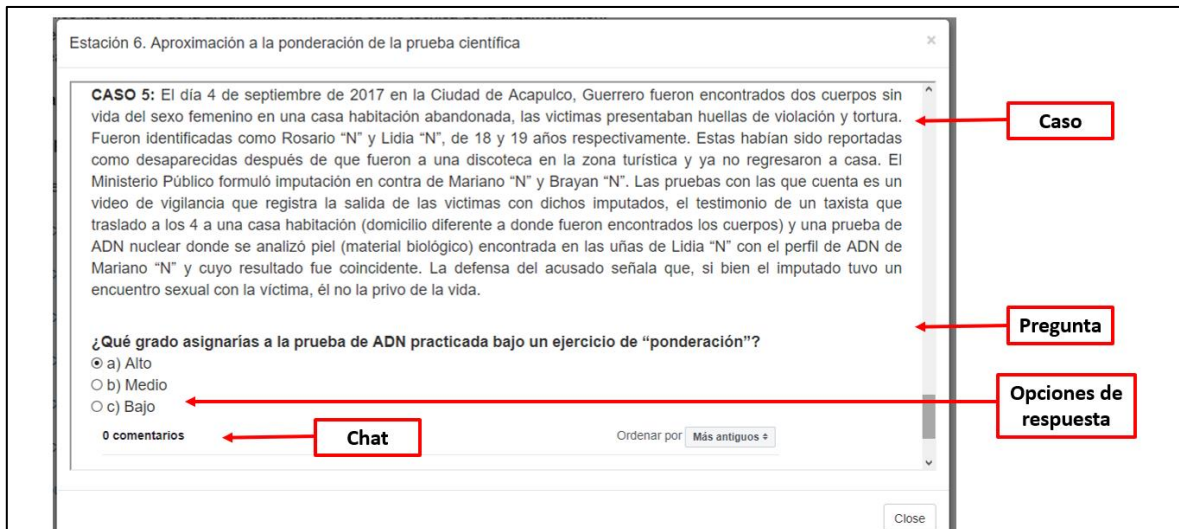 Estación 6. Aproximación a la ponderación de la prueba científica
×
CASO 5: El día 4 de septiembre de 2017 en la Ciudad de Acapulco, Guerrero fueron encontrados dos cuerpos sin
vida del sexo femenino en una casa habitación abandonada, las victimas presentaban huellas de violación y tortura.
Fueron identificadas como Rosario “N” y Lidia “N”, de 18 y 19 años respectivamente. Estas habían sido reportadas
como desaparecidas después de que fueron a una discoteca en la zona turística y ya no regresaron a casa. El
Ministerio Público formuló imputación en contra de Mariano “N” y Brayan “N”. Las pruebas con las que cuenta es un
video de vigilancia que registra la salida de las victimas con dichos imputados, el testimonio de un taxista que
traslado a los 4 a una casa habitación (domicilio diferente a donde fueron encontrados los cuerpos) y una prueba de
ADN nuclear donde se analizó piel (material biológico) encontrada en las uñas de Lidia “N” con el perfil de ADN de
Mariano “N” y cuyo resultado fue coincidente. La defensa del acusado señala que, si bien el imputado tuvo un
encuentro sexual con la víctima, él no la privo de la vida.
Caso
¿Qué grado asignarías a la prueba de ADN practicada bajo un ejercicio de “ponderación”?
Pregunta
a) Alto
b) Medio
c) Bajo
Opciones de
respuesta
0 comentarios
Chat
Ordenar por Más antiguos
Close